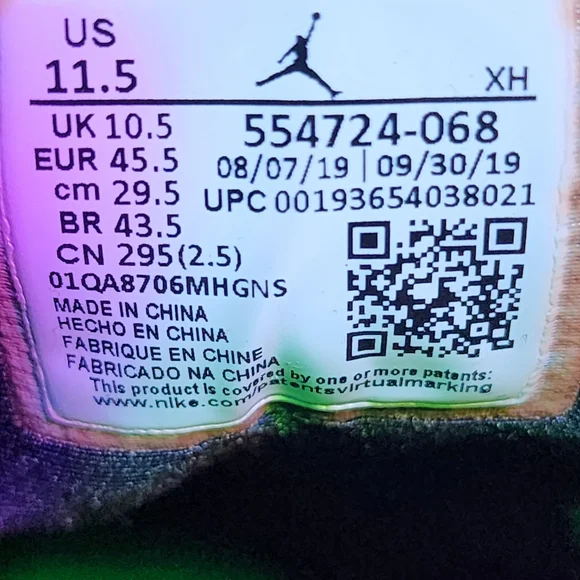 US
11.5
XH
UK 10.5
EUR 45.5
cm 29.5
BR 43.5
CN 295(2.5)
554724-068
08/07/19 | 09/30/19
UPC 00193654038021
01QA8706MHGNS
MADE IN CHINA
HECHO EN CHINA
FABRIQUE EN CHINE
FABRICADO NA CHINA
This product is covered by one or more patents:
www.nike.com/patentsvirtualmarking